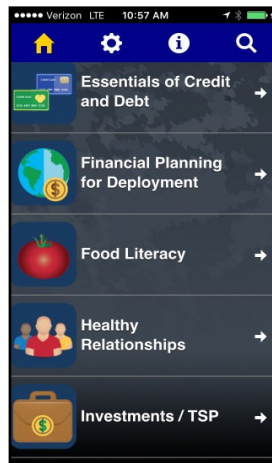 Verizon LTE 10:57 AM
Essentials of Credit
and Debt
Financial Planning
for Deployment
Food Literacy
Healthy
Relationships
Investments / TSP